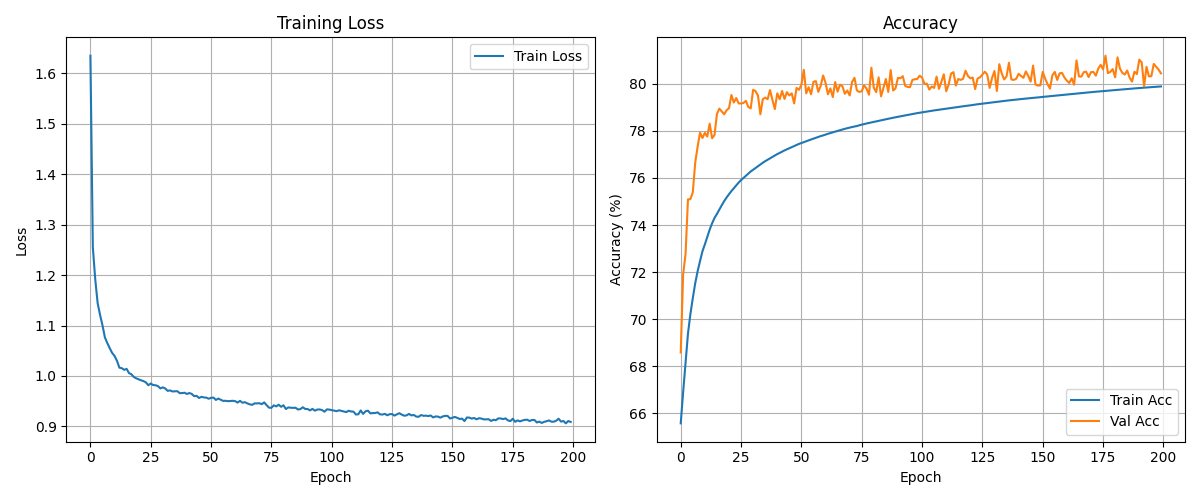 Training Loss
Train Loss
1.6
1.5
1.4
1.3
1.2
1.1
1.0
0.9
Loss
0 25 50 75 100 125 150 175 200
Epoch
Accuracy
80
78
76
74
72
70
68
66
Accuracy (%)
Train Acc
Val Acc
0 25 50 75 100 125 150 175 200
Epoch